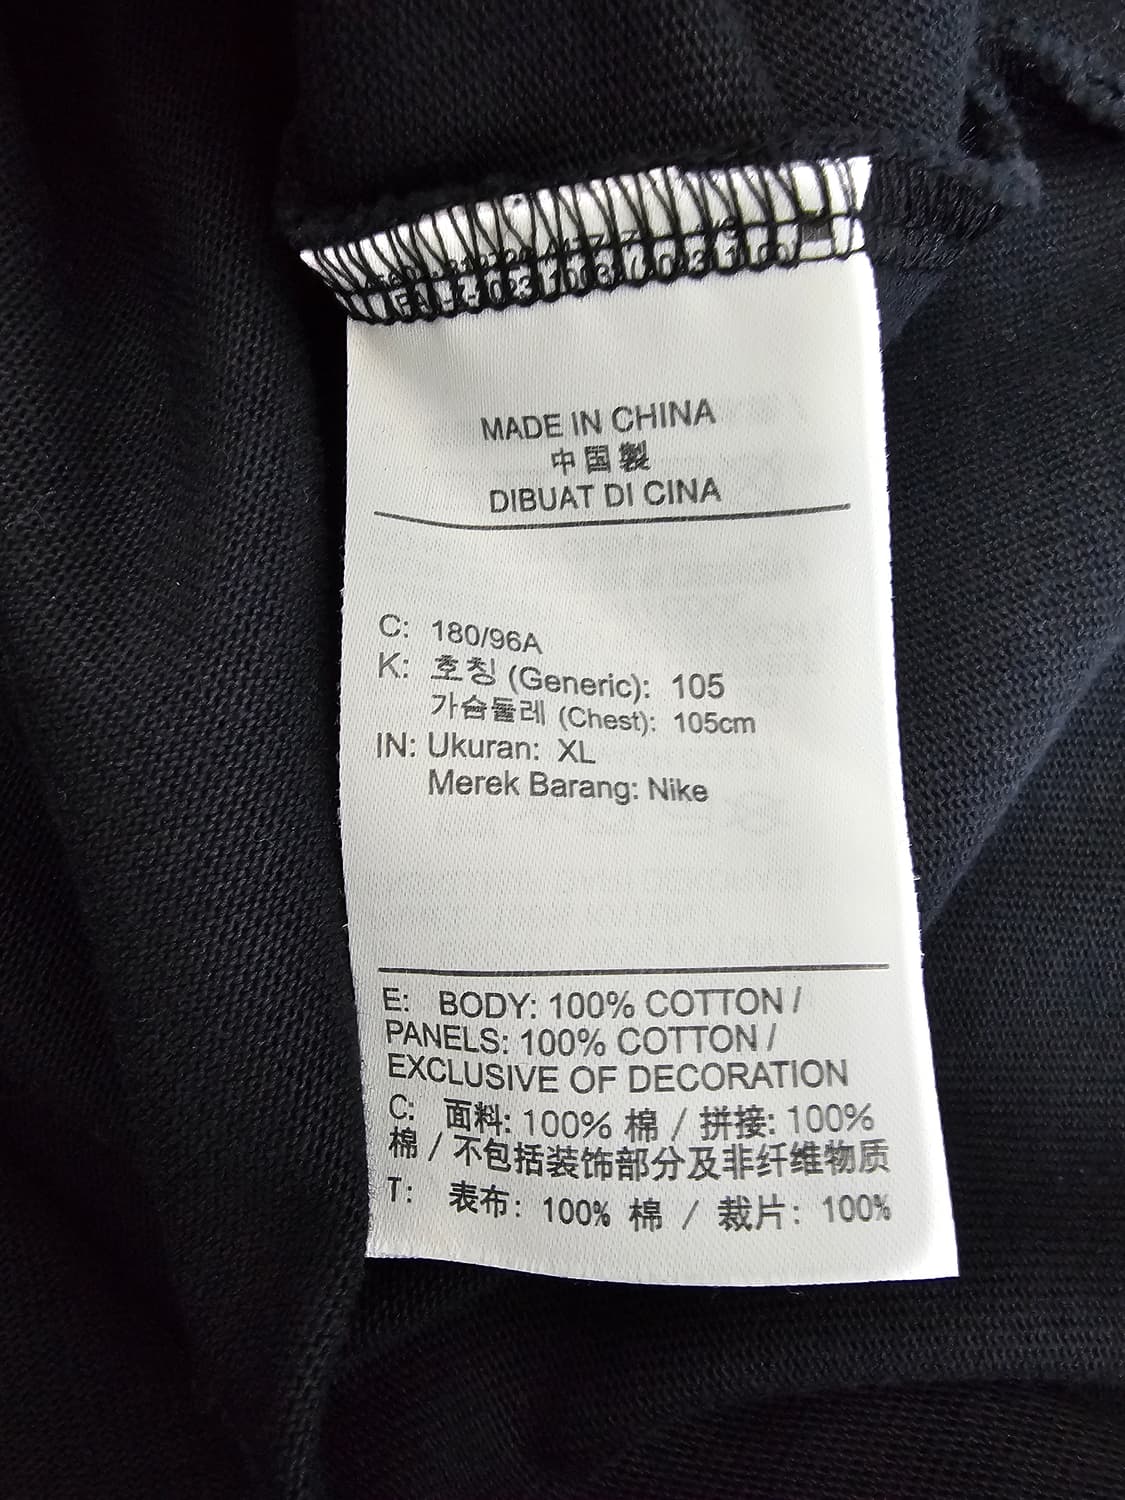 MADE IN CHINA
中国製
DIBUAT DI CINA
C: 180/96A
K: 호칭 (Generic): 105
가슴둘레 (Chest): 105cm
IN: Ukuran: XL
Merek Barang: Nike
E: BODY: 100% COTTON /
PANELS: 100% COTTON /
EXCLUSIVE OF DECORATION
C: 面料: 100% 棉 / 拼接: 100%
棉 / 不包括装饰部分及非纤维物质
T: 表布: 100% 棉 / 裁片: 100%